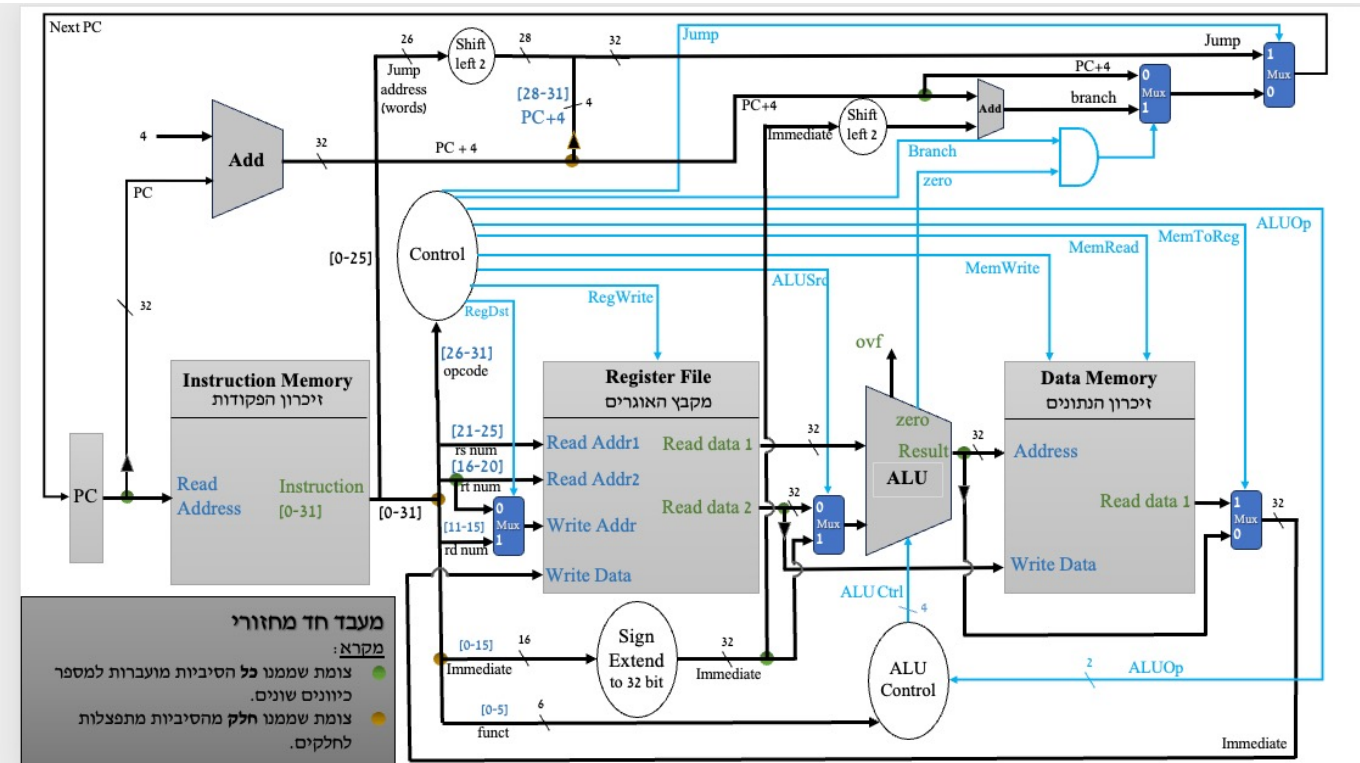 Next PC
26
Shift
left 2
28
32
Jump
Jump
1
Mux
0
Jump
address
(words)
[28-31]
PC+4
4
PC+4
0
Mux
1
PC+4
Add
branch
Immediate
Shift
left 2
4
Add
32
PC + 4
Branch
zero
PC
ALUOp
MemToReg
MemRead
MemWrite
ALUSrc
RegWrite
RegDst
Control
[0-25]
32
[26-31]
opcode
ovf
Instruction Memory
זיכרון הפקודות
Register File
מקבץ האוגרים
Data Memory
זיכרון הנתונים
zero
Result
ALU
[21-25]
rs num
Read Addr1
Read data 1
32
32
Address
[16-20]
rt num
Read Addr2
PC
Read
Address
Instruction
[0-31]
[0-31]
0
Mux
1
[11-15]
rd num
Write Addr
Read data 2
32
0
Mux
1
Read data 1
1
Mux
0
32
Write Data
Write Data
ALU Ctrl
4
מעבד חד מחזורי
מקרא:
צומת שממנו כל הסיביות מועברות למספר
כיוונים שונים.
צומת שממנו חלק מהסיביות מתפצלות
לחלקים.
[0-15]
16
Immediate
Sign
Extend
to 32 bit
32
Immediate
ALU
Control
2
ALUOp
[0-5]
6
funct
Immediate